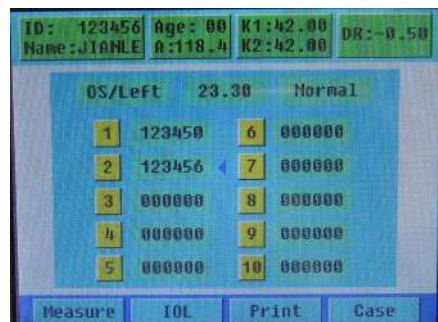 ID: 123456 Age: 00 K1:42.00 DR:-0.50
Name:JIANLE A:118.4 K2:42.00
OS/Left 23.30 Normal
1 123450 6 000000
2 123456 7 000000
3 000000 8 000000
4 000000 9 000000
5 000000 10 000000
Measure IOL Print Case